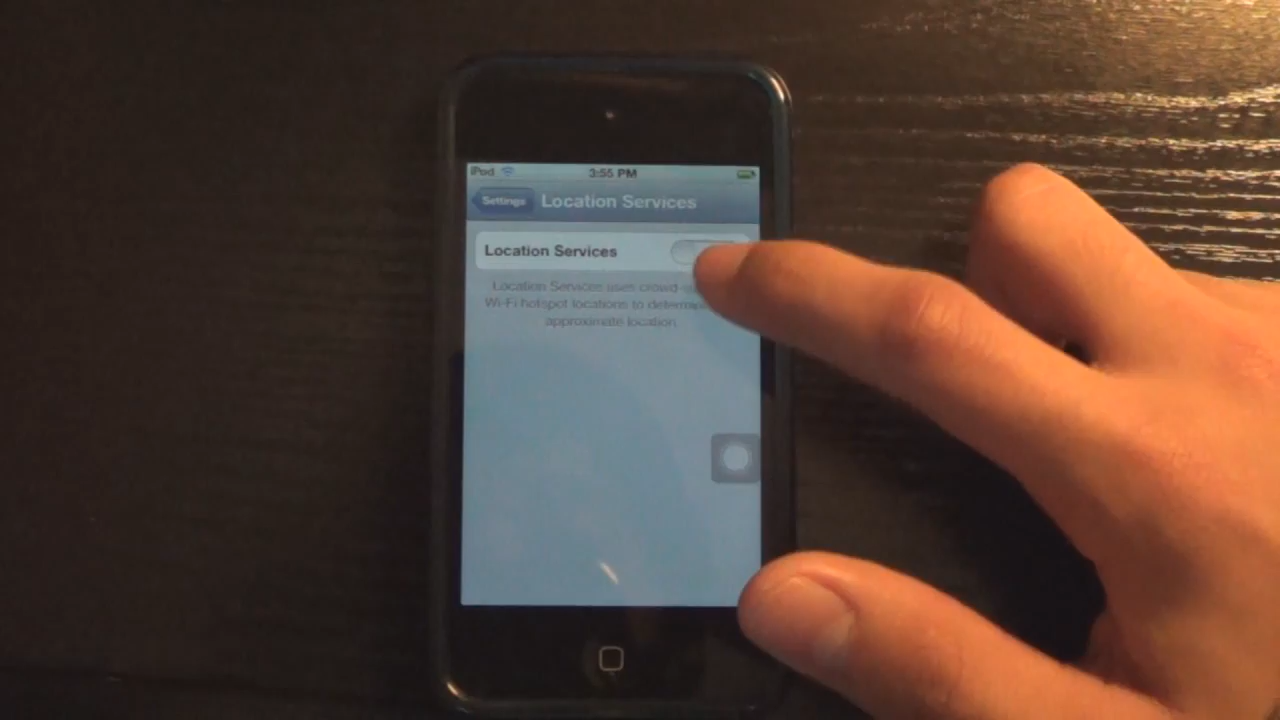 iPod 3:55 PM
Settings Location Services
Location Services
Location Services uses crowd-
Wi-Fi hotspot locations to determine
approximate location.